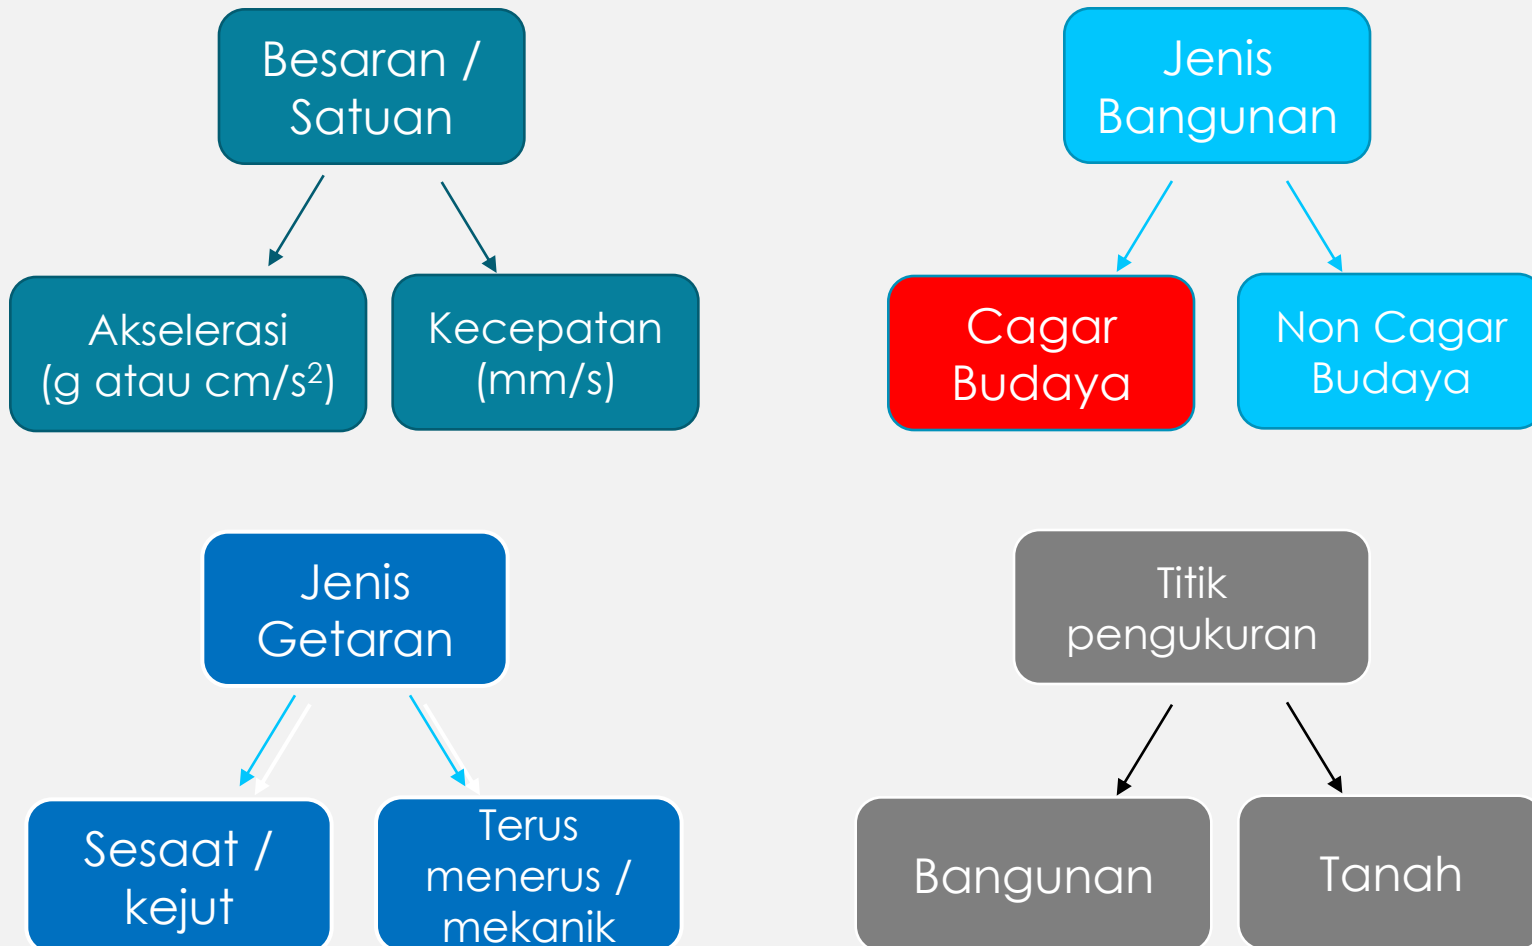 Besaran /
Satuan
Akselerasi
(g atau cm/s²)
Kecepatan
(mm/s)
Jenis
Bangunan
Cagar
Budaya
Non Cagar
Budaya
Jenis
Getaran
Sesaat /
kejut
Terus
menerus /
mekanik
Titik
pengukuran
Bangunan
Tanah